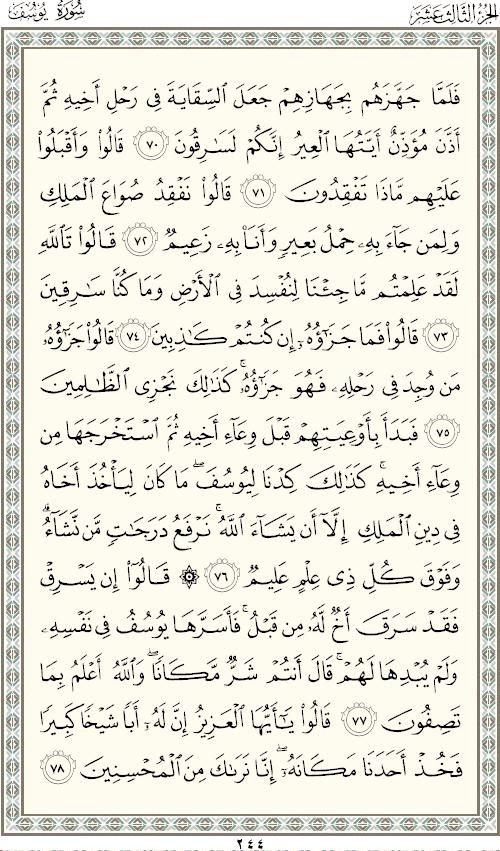 الجزء الثالث عشر
سورة يوسف
فَلَمَّا جَهَّزَهُم بِجَهَازِهِمْ جَعَلَ ٱلسِّقَايَةَ فِى رَحْلِ أَخِيهِ ثُمَّ
أَذَّنَ مُؤَذِّنٌ أَيَّتُهَا ٱلْعِيرُ إِنَّكُمْ لَسَٰرِقُونَ ٧٠ قَالُوا۟ وَأَقْبَلُوا۟
عَلَيْهِم مَّاذَا تَفْقِدُونَ ٧١ قَالُوا۟ نَفْقِدُ صُوَاعَ ٱلْمَلِكِ
وَلِمَن جَآءَ بِهِۦ حِمْلُ بَعِيرٍ وَأَنَا۠ بِهِۦ زَعِيمٌ ٧٢ قَالُوا۟ تَٱللَّهِ
لَقَدْ عَلِمْتُم مَّا جِئْنَا لِنُفْسِدَ فِى ٱلْأَرْضِ وَمَا كُنَّا سَٰرِقِينَ
٧٣ قَالُوا۟ فَمَا جَزَٰٓؤُهُۥٓ إِن كُنتُمْ كَٰذِبِينَ ٧٤ قَالُوا۟ جَزَٰٓؤُهُۥ
مَن وُجِدَ فِى رَحْلِهِۦ فَهُوَ جَزَٰٓؤُهُۥ ۚ كَذَٰلِكَ نَجْزِى ٱلظَّٰلِمِينَ
٧٥ فَبَدَأَ بِأَوْعِيَتِهِمْ قَبْلَ وِعَآءِ أَخِيهِ ثُمَّ ٱسْتَخْرَجَهَا مِن
وِعَآءِ أَخِيهِ ۚ كَذَٰلِكَ كِدْنَا لِيُوسُفَ ۖ مَا كَانَ لِيَأْخُذَ أَخَاهُ
فِى دِينِ ٱلْمَلِكِ إِلَّآ أَن يَشَآءَ ٱللَّهُ ۚ نَرْفَعُ دَرَجَٰتٍ مَّن نَّشَآءُ ۗ
وَفَوْقَ كُلِّ ذِى عِلْمٍ عَلِيمٌ ٧٦ ۞ قَالُوٓا۟ إِن يَسْرِقْ
فَقَدْ سَرَقَ أَخٌ لَّهُۥ مِن قَبْلُ ۚ فَأَسَرَّهَا يُوسُفُ فِى نَفْسِهِۦ
وَلَمْ يُبْدِهَا لَهُمْ ۚ قَالَ أَنتُمْ شَرٌّ مَّكَانًا ۖ وَٱللَّهُ أَعْلَمُ بِمَا
تَصِفُونَ ٧٧ قَالُوا۟ يَٰٓأَيُّهَا ٱلْعَزِيزُ إِنَّ لَهُۥٓ أَبًا شَيْخًا كَبِيرًا
فَخُذْ أَحَدَنَا مَكَانَهُۥٓ ۖ إِنَّا نَرَىٰكَ مِنَ ٱلْمُحْسِنِينَ ٧٨
٢٤٤